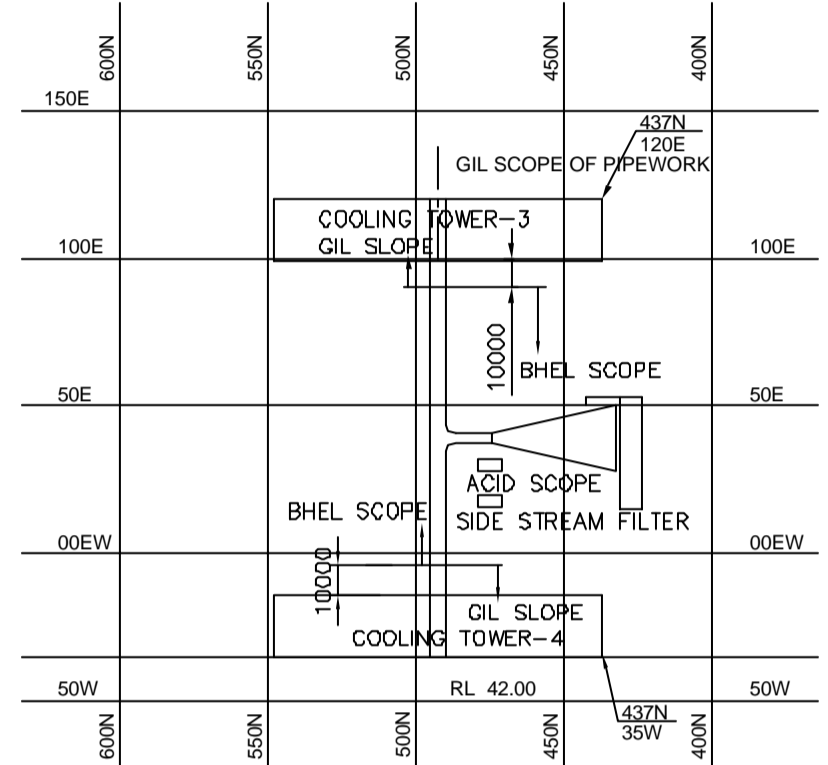 600N
550N
500N
450N
400N
150E
437N
120E
GIL SCOPE OF PIPEWORK
COOLING TOWER-3
GIL SLOPE
100E
100E
10000
BHEL SCOPE
50E
50E
ACID SCOPE
BHEL SCOPE
SIDE STREAM FILTER
00EW
00EW
10000
GIL SLOPE
COOLING TOWER-4
50W
RL 42.00
50W
437N
35W
600N
550N
500N
450N
400N